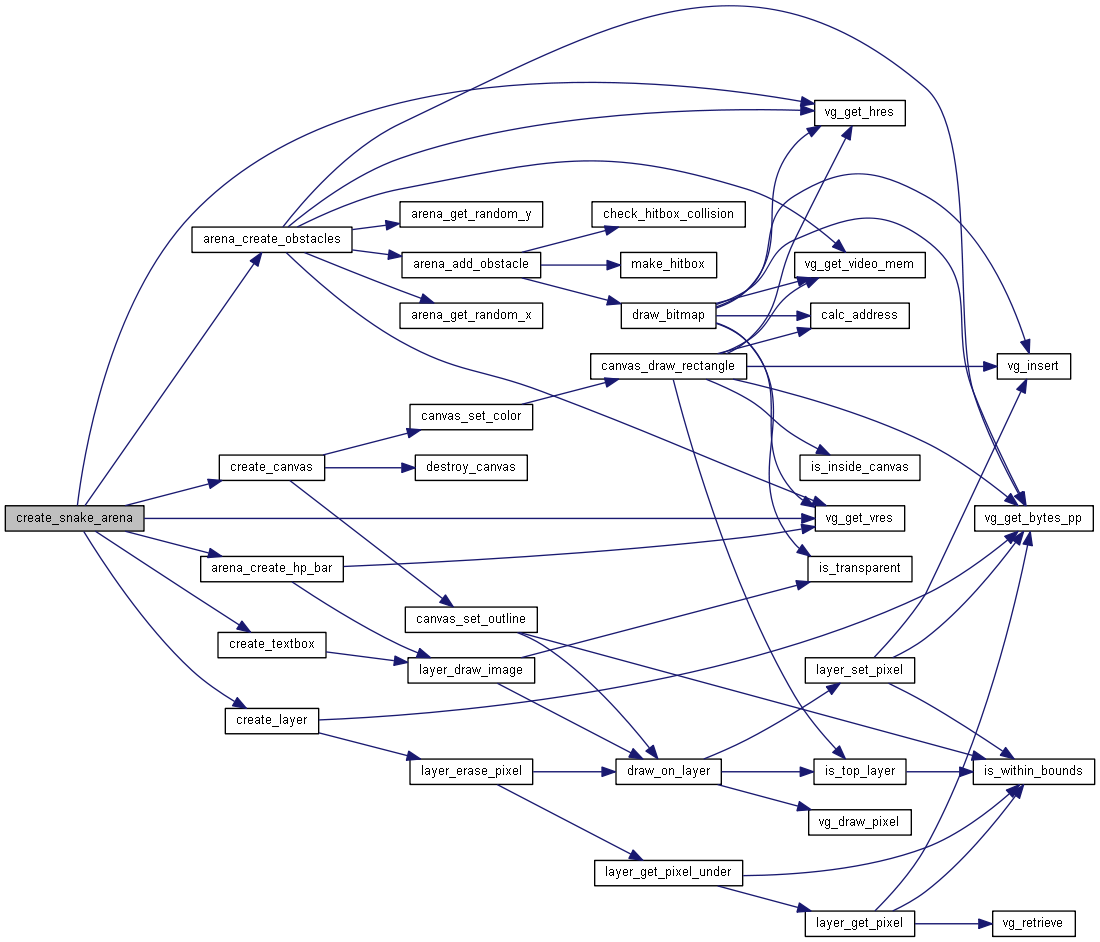 vg_get_hres
arena_get_random_y
check_hitbox_collision
arena_create_obstacles
arena_add_obstacle
make_hitbox
vg_get_video_mem
arena_get_random_x
draw_bitmap
calc_address
canvas_draw_rectangle
vg_insert
canvas_set_color
create_canvas
destroy_canvas
is_inside_canvas
create_snake_arena
vg_get_vres
vg_get_bytes_pp
arena_create_hp_bar
is_transparent
canvas_set_outline
create_textbox
layer_draw_image
layer_set_pixel
create_layer
layer_erase_pixel
draw_on_layer
is_top_layer
is_within_bounds
vg_draw_pixel
layer_get_pixel_under
layer_get_pixel
vg_retrieve